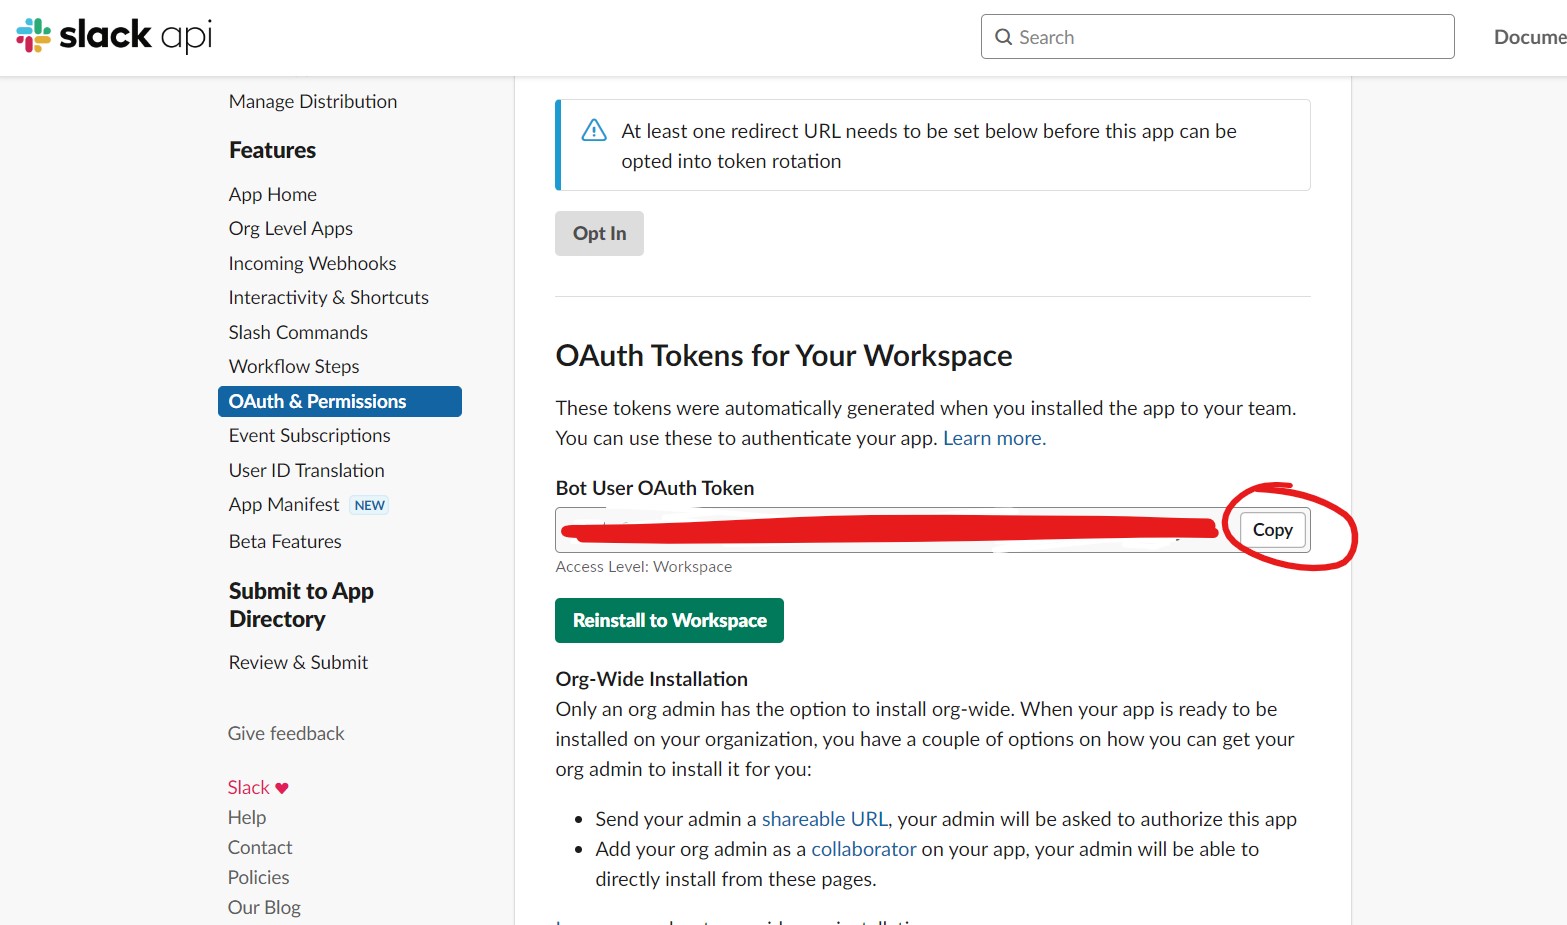 slack api
Search
Docume
Manage Distribution
Features
App Home
Org Level Apps
Incoming Webhooks
Interactivity & Shortcuts
Slash Commands
Workflow Steps
OAuth & Permissions
Event Subscriptions
User ID Translation
App Manifest NEW
Beta Features
Submit to App
Directory
Review & Submit
Give feedback
Slack
Help
Contact
Policies
Our Blog
At least one redirect URL needs to be set below before this app can be
opted into token rotation
Opt In
OAuth Tokens for Your Workspace
These tokens were automatically generated when you installed the app to your team.
You can use these to authenticate your app. Learn more.
Bot User OAuth Token
Copy
Access Level: Workspace
Reinstall to Workspace
Org-Wide Installation
Only an org admin has the option to install org-wide. When your app is ready to be
installed on your organization, you have a couple of options on how you can get your
org admin to install it for you:
• Send your admin a shareable URL, your admin will be asked to authorize this app
• Add your org admin as a collaborator on your app, your admin will be able to
directly install from these pages.